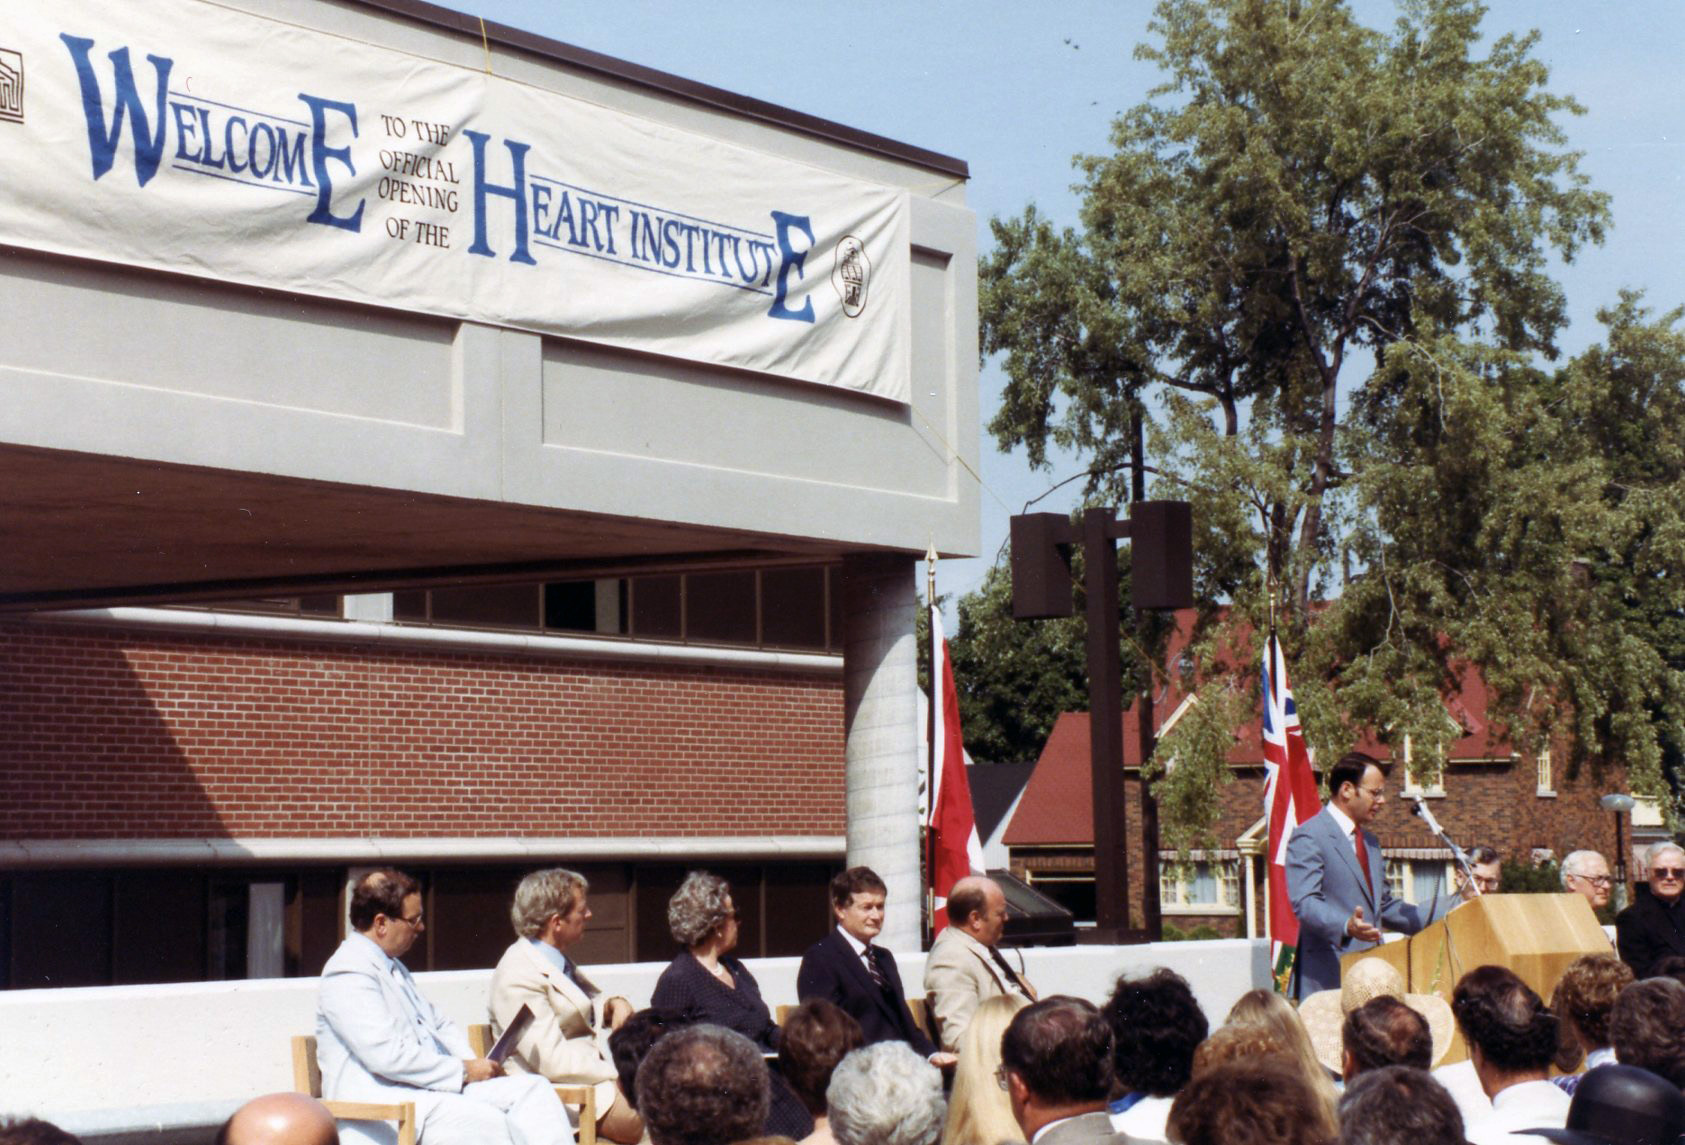 WELCOME
TO THE
OFFICIAL
OPENING
OF THE
HEART INSTITUTE